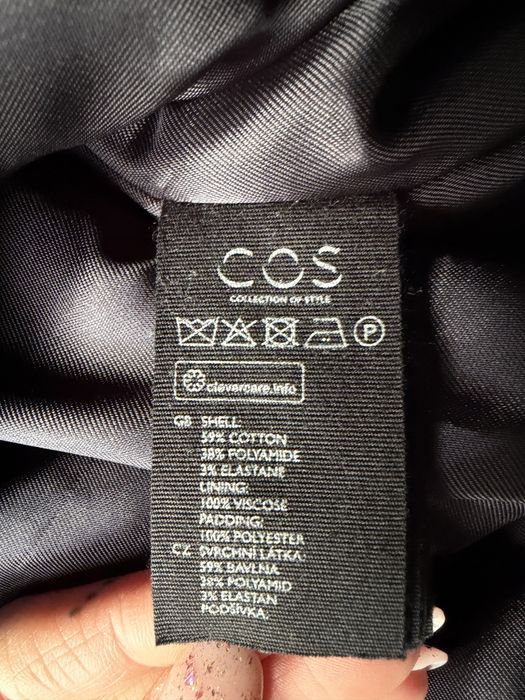 COS
COLLECTION OF STYLE
P
clevercare.info
GB SHELL:
59% COTTON
38% POLYAMIDE
3% ELASTANE
LINING:
100% VISCOSE
PADDING:
100% POLYESTER
CZ SVRCHNÍ LÁTKA:
59% BAVLNA
38% POLYAMID
3% ELASTAN
PODŠÍVKA: